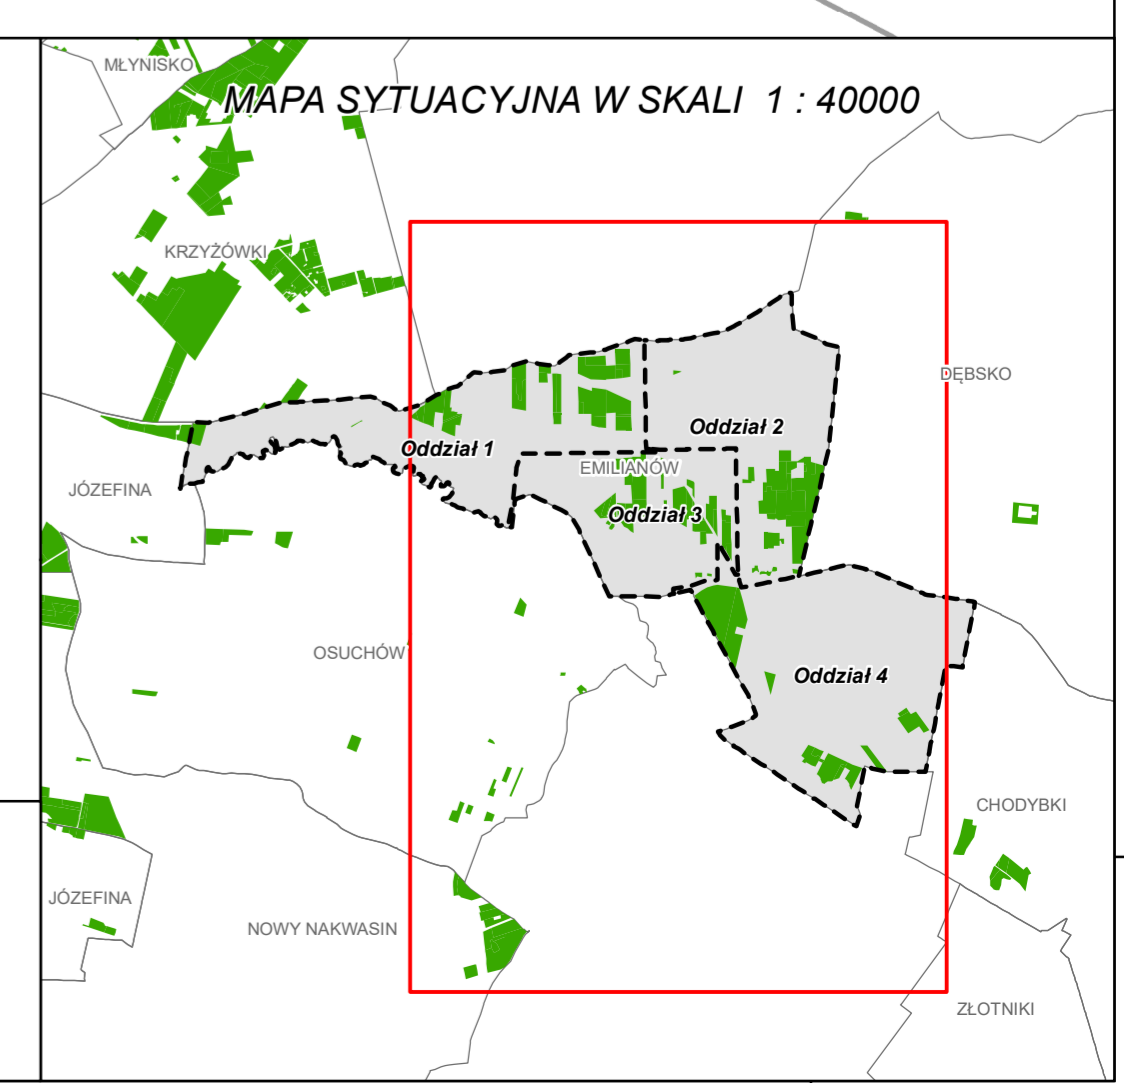 MŁYNISKO
MAPA SYTUACYJNA W SKALI 1 : 40000
KRZYŻÓWKI
DĘBSKO
Oddział 2
Oddział 1
EMILIANÓW
JÓZEFINA
Oddział 3
OSUCHÓW
Oddział 4
CHODYBKI
JÓZEFINA
NOWY NAKWASIN
ZŁOTNIKI